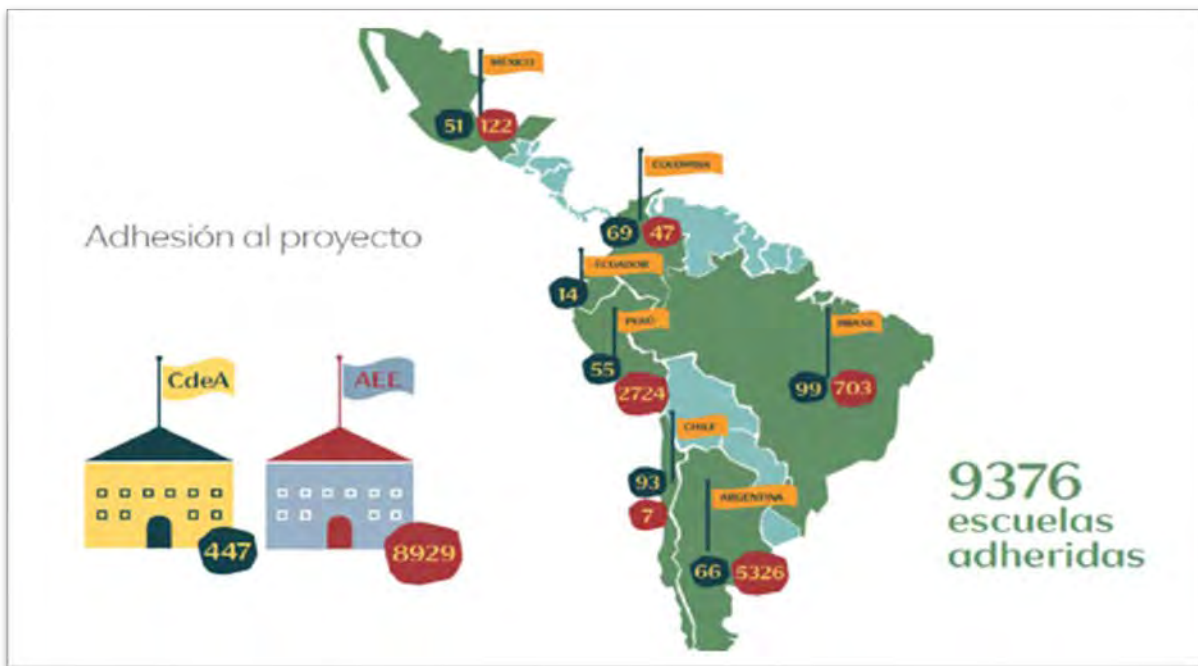 MÉXICO
51 122
COLOMBIA
69 47
Adhesión al proyecto
ECUADOR
14
PERÚ
55
2724
BRASIL
99 703
CdeA
AEE
CHILE
93
7
ARGENTINA
66 5326
447
8929
9376
escuelas
adheridas